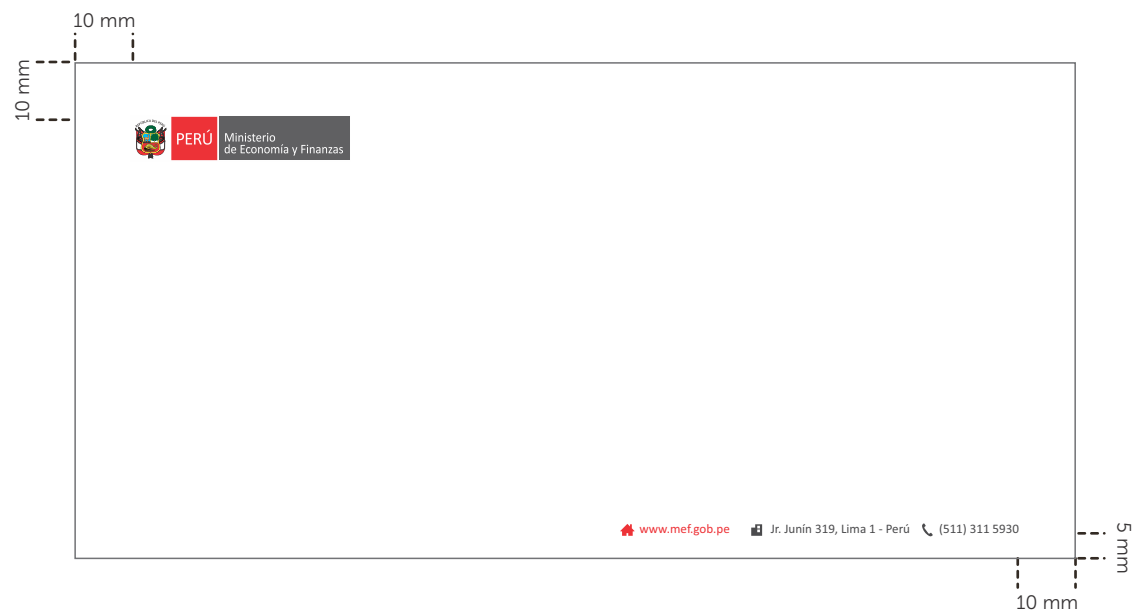 10 mm
10 mm
PERÚ
Ministerio
de Economía y Finanzas
www.mef.gob.pe
Jr. Junín 319, Lima 1 - Perú
(511) 311 5930
5 mm
10 mm